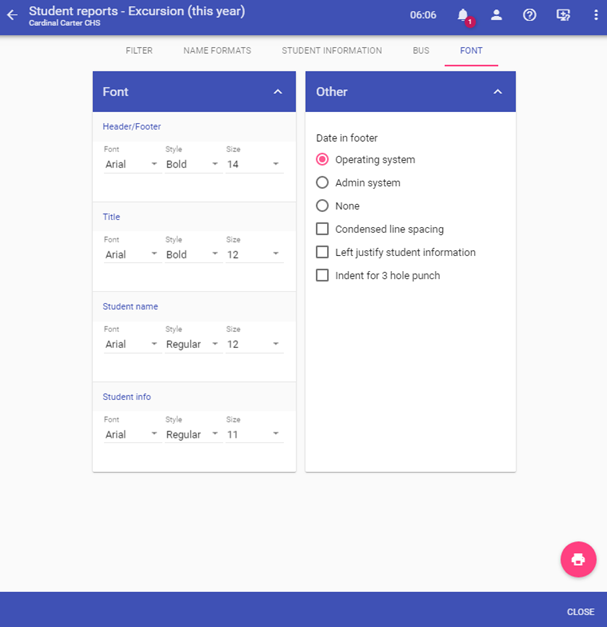 Student reports - Excursion (this year)
Cardinal Carter CHS
06:06
1
FILTER NAME FORMATS STUDENT INFORMATION BUS FONT
Font
Header/Footer
Font Style Size
Arial Bold 14
Title
Font Style Size
Arial Bold 12
Student name
Font Style Size
Arial Regular 12
Student info
Font Style Size
Arial Regular 11
Other
Date in footer
Operating system
Admin system
None
Condensed line spacing
Left justify student information
Indent for 3 hole punch
CLOSE